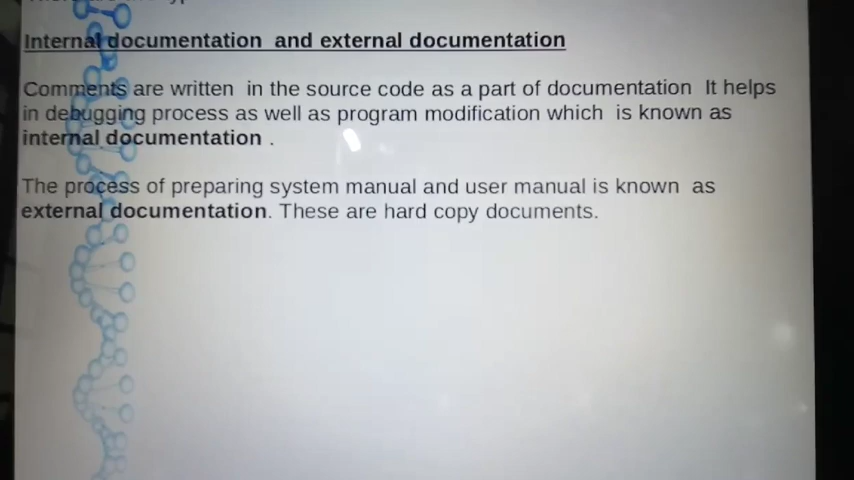 Internal documentation and external documentation
Comments are written in the source code as a part of documentation It helps
in debugging process as well as program modification which is known as
internal documentation .
The process of preparing system manual and user manual is known as
external documentation. These are hard copy documents.